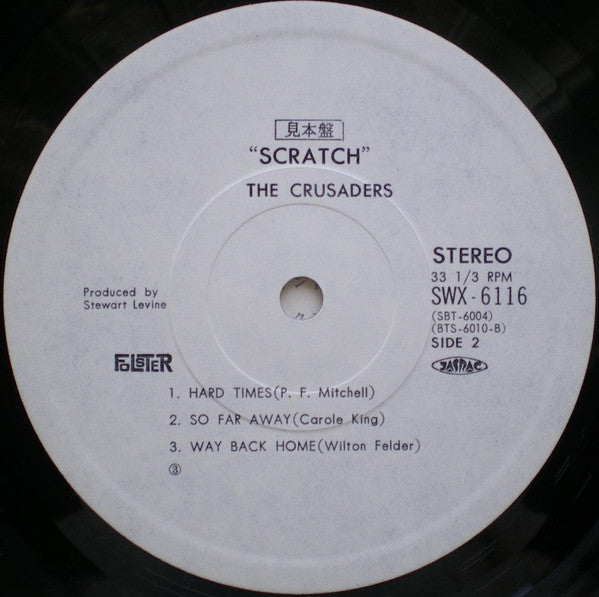 見本盤
“SCRATCH”
THE CRUSADERS
STEREO
33 1/3 RPM
SWX-6116
(SBT-6004)
(BTS-6010-B)
SIDE 2
JASRAC
Produced by
Stewart Levine
FOLSTER
1. HARD TIMES(P. F. Mitchell)
2. SO FAR AWAY(Carole King)
3. WAY BACK HOME(Wilton Felder)
③